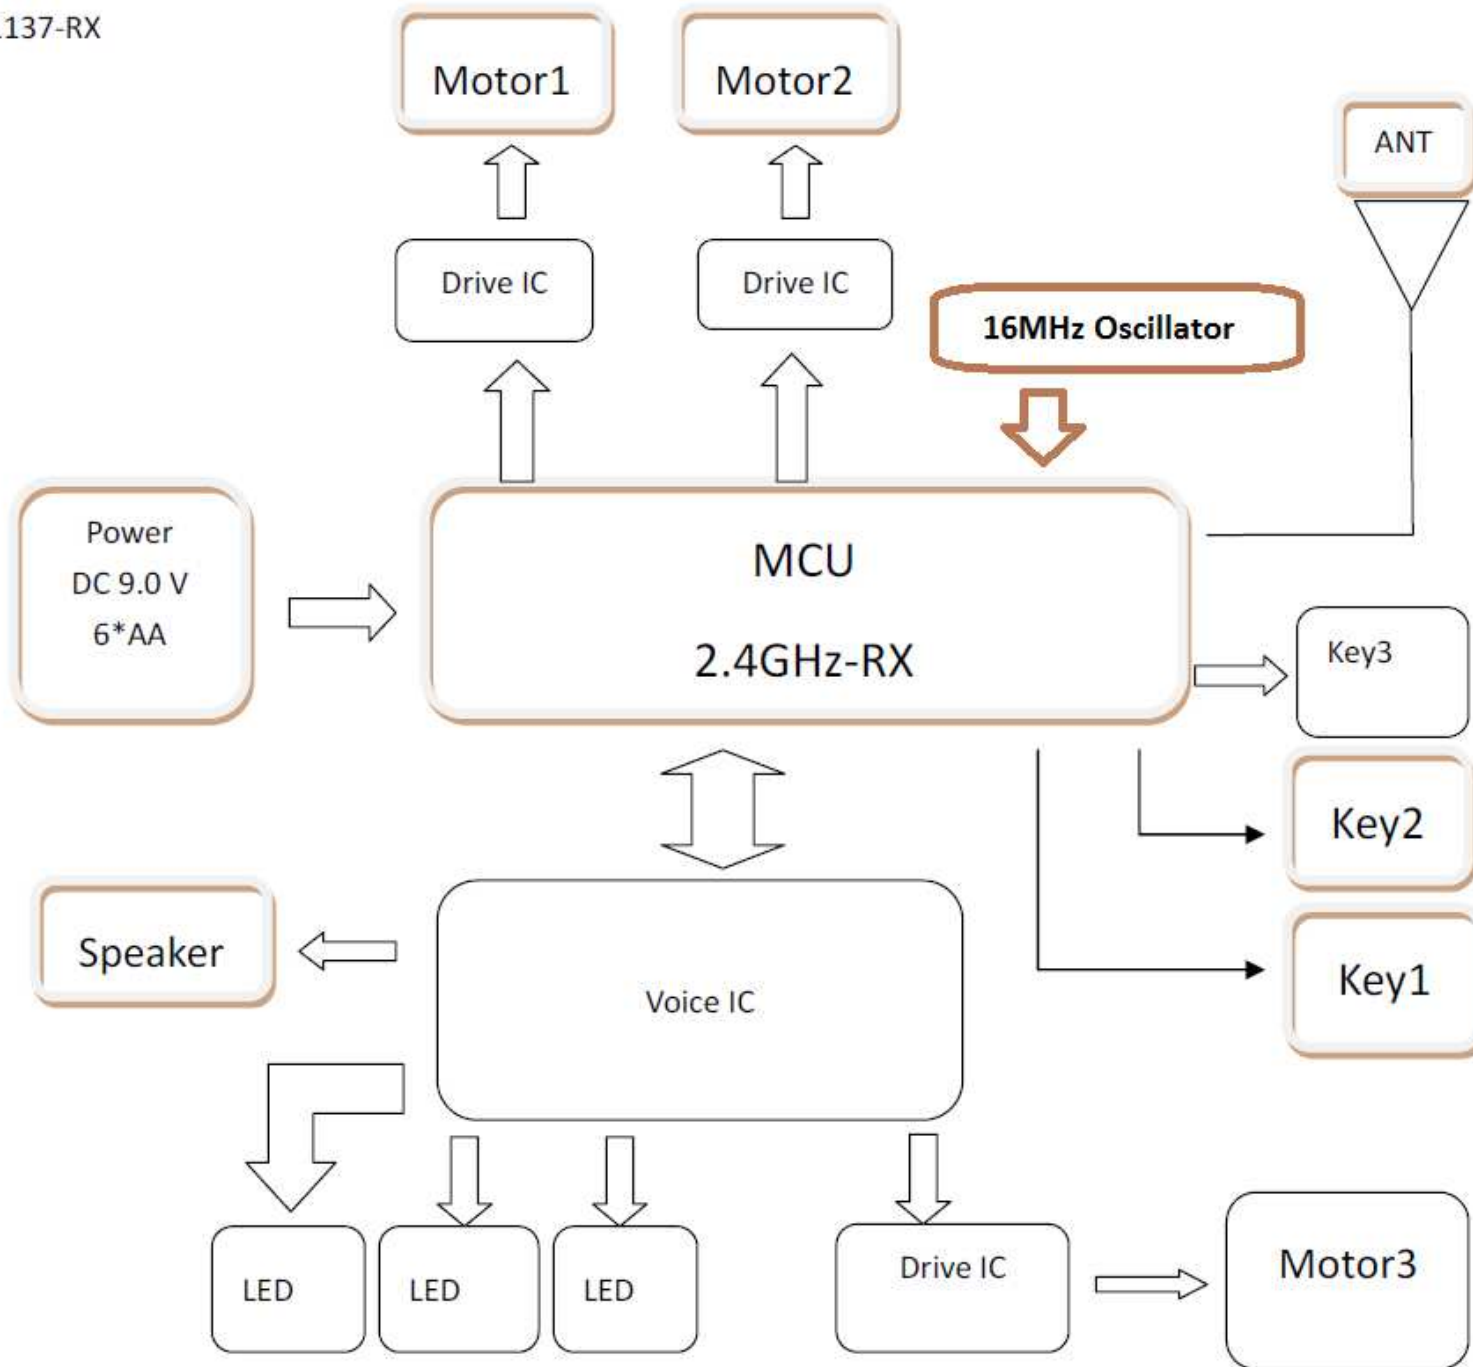 1137-RX
Motor1
Motor2
ANT
Drive IC
Drive IC
16MHz Oscillator
Power
DC 9.0 V
6*AA
MCU
2.4GHz-RX
Key3
Key2
Speaker
Voice IC
Key1
LED
LED
LED
Drive IC
Motor3